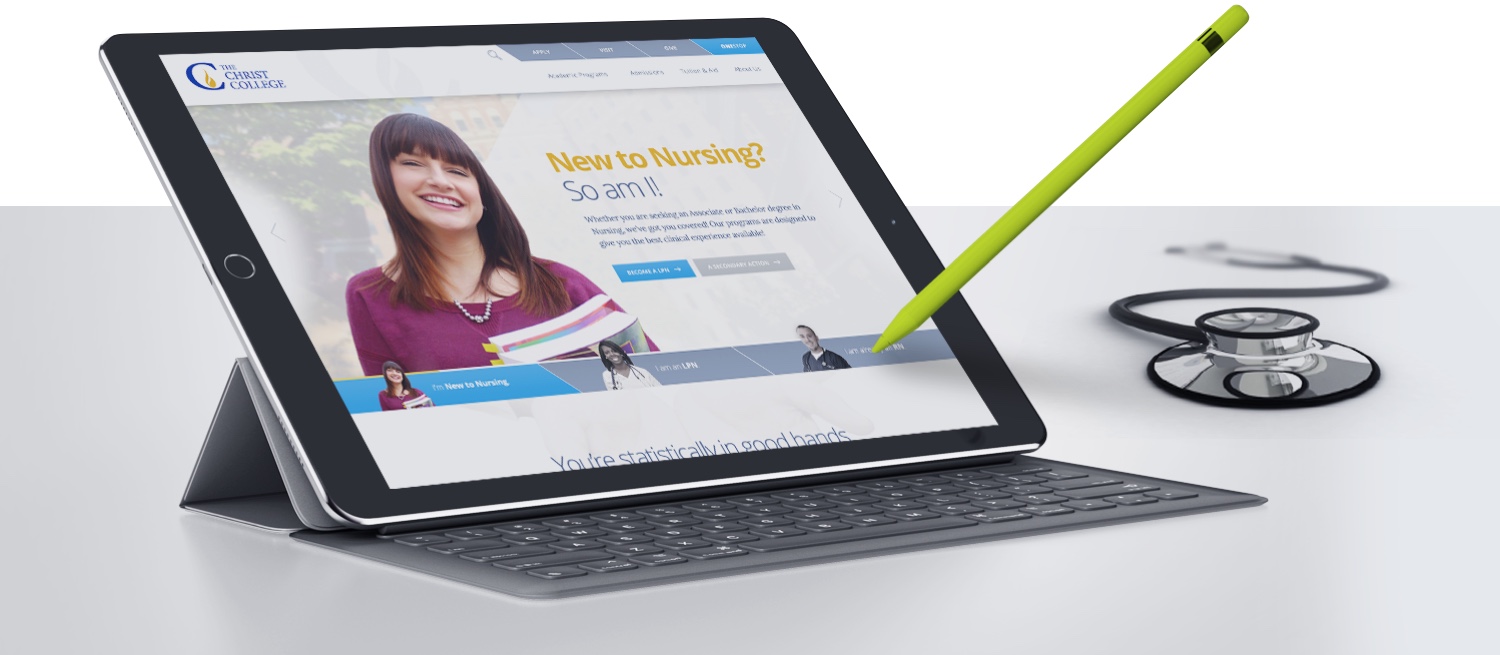 THE
CHRIST
COLLEGE
APPLY
VISIT
GIVE
ONESTOP
Academic Programs
Admissions
Tuition & Aid
About Us
New to Nursing?
So am I!
Whether you are seeking an Associate or Bachelor degree in
Nursing, we've got you covered! Our programs are designed to
give you the best clinical experience available!
BECOME A LPN
A SECONDARY ACTION
I'm New to Nursing.
I am an LPN
RN
You're statistically in good hands